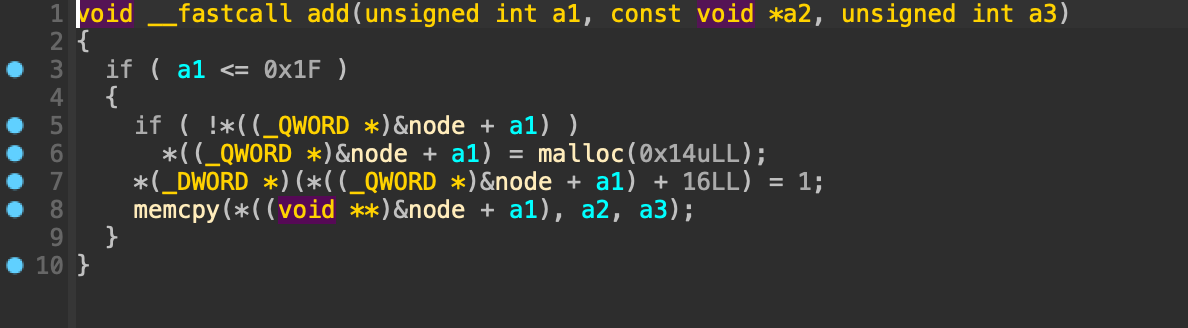 1 void __fastcall add(unsigned int a1, const void *a2, unsigned int a3)
2 {
3   if ( a1 <= 0x1F )
4   {
5     if ( !*((_QWORD *)&node + a1) )
6       *((_QWORD *)&node + a1) = malloc(0x14uLL);
7     *(_DWORD *)(*((_QWORD *)&node + a1) + 16LL) = 1;
8     memcpy(*((void **)&node + a1), a2, a3);
9   }
10 }